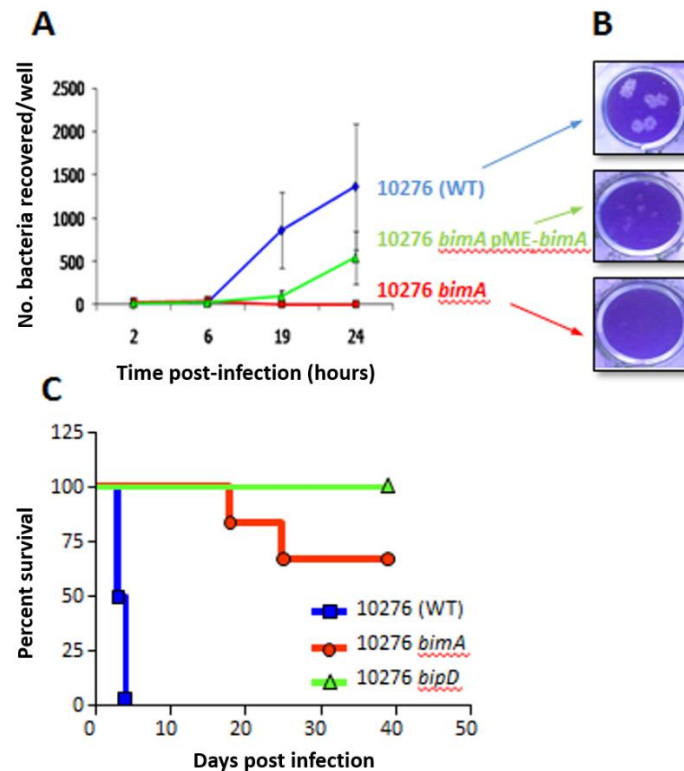 A
B
No. bacteria recovered/well
2500
2000
1500
1000
500
0
2 6 19 24
Time post-infection (hours)
10276 (WT)
10276 bimA pME-bimA
10276 bimA
C
Percent survival
125
100
75
50
25
0
0 10 20 30 40 50
Days post infection
10276 (WT)
10276 bimA
10276 bipD